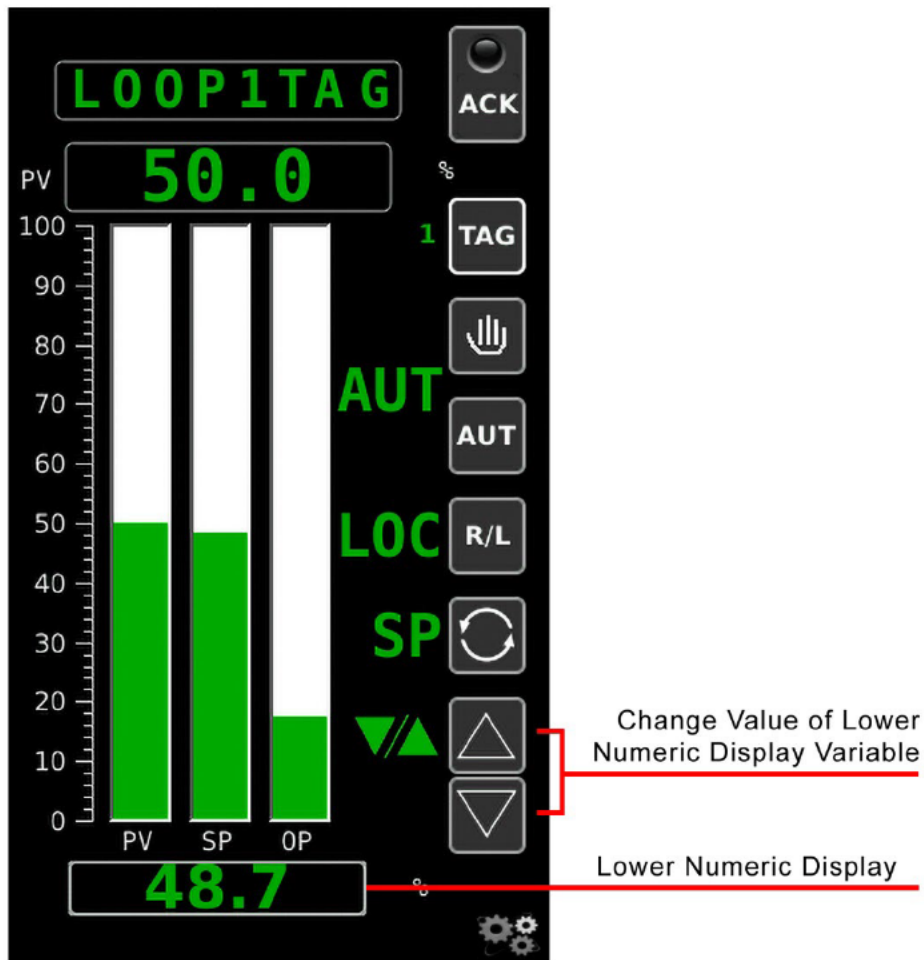 LOOP1TAG
ACK
PV 50.0 %
1 TAG
100
90
80
70
60
50
40
30
20
10
0
AUT
AUT
LOC R/L
SP
PV SP OP
48.7 %
Change Value of Lower
Numeric Display Variable
Lower Numeric Display